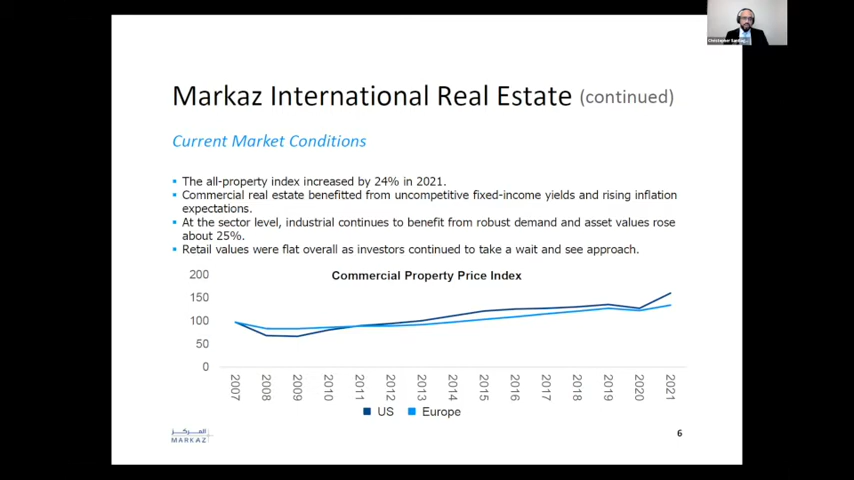 Markaz International Real Estate (continued)
Current Market Conditions
▪ The all-property index increased by 24% in 2021.
▪ Commercial real estate benefitted from uncompetitive fixed-income yields and rising inflation
expectations.
▪ At the sector level, industrial continues to benefit from robust demand and asset values rose
about 25%.
▪ Retail values were flat overall as investors continued to take a wait and see approach.
Commercial Property Price Index
200
150
100
50
0
2007 2008 2009 2010 2011 2012 2013 2014 2015 2016 2017 2018 2019 2020 2021
US Europe
المركز
MARKAZ
6
Christopher